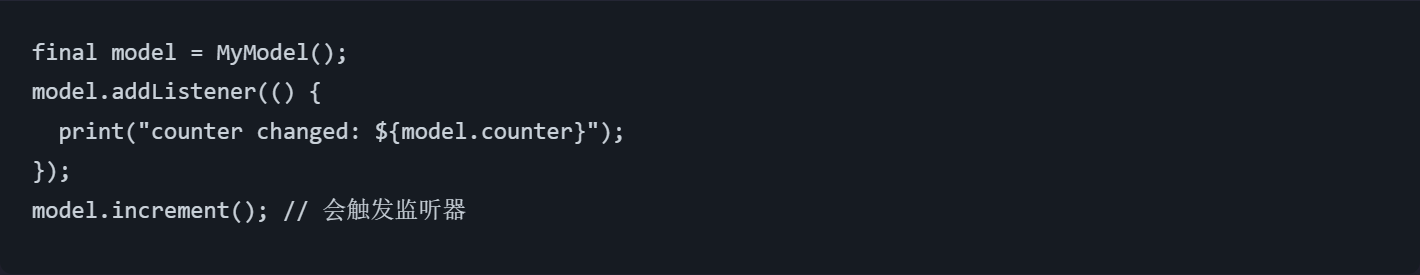 final model = MyModel();
model.addListener(() {
  print("counter changed: ${model.counter}");
});
model.increment(); // 会触发监听器